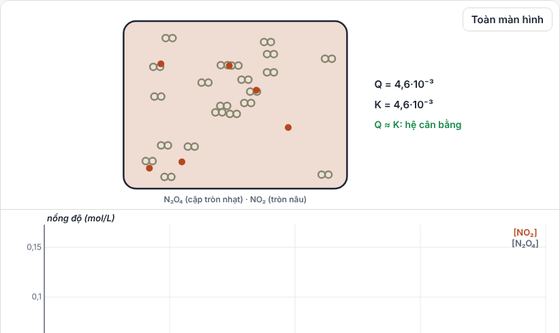 Toàn màn hình
Q = 4,6·10⁻³
K = 4,6·10⁻³
Q ≈ K: hệ cân bằng
N₂O₄ (cặp tròn nhạt) · NO₂ (tròn nâu)
nồng độ (mol/L)
[NO₂]
[N₂O₄]
0,15
0,1